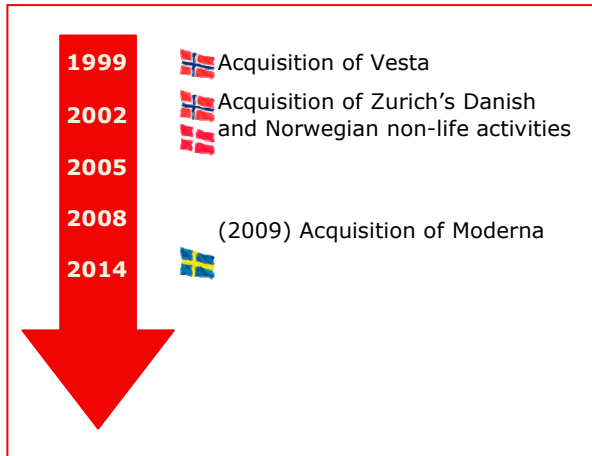 1999
Acquisition of Vesta
2002
Acquisition of Zurich’s Danish
and Norwegian non-life activities
2005
2008
(2009) Acquisition of Moderna
2014